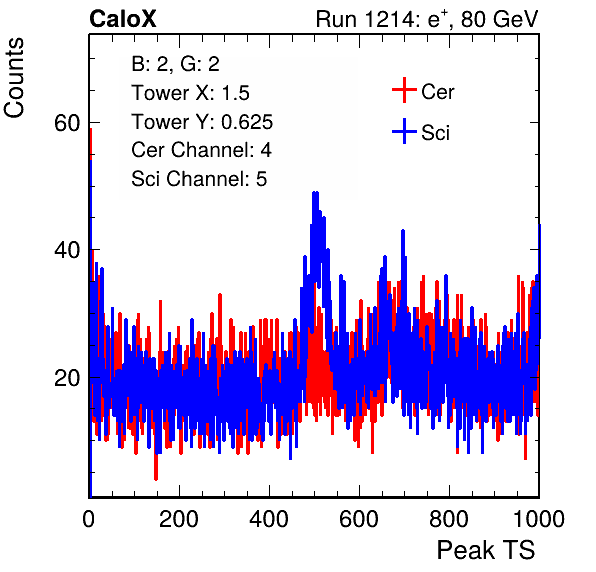 CaloX Run 1214: e⁺, 80 GeV
Counts
B: 2, G: 2
Tower X: 1.5
Tower Y: 0.625
Cer Channel: 4
Sci Channel: 5
Cer
Sci
60
40
20
0 200 400 600 800 1000
Peak TS